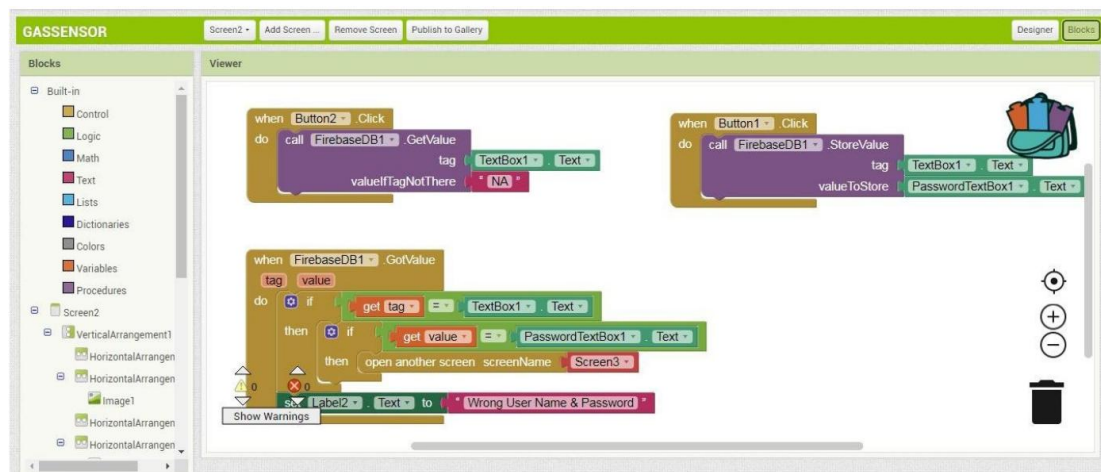 GASSENSOR
Screen2
Add Screen ...
Remove Screen
Publish to Gallery
Designer
Blocks
Blocks
Viewer
Built-in
Control
Logic
Math
Text
Lists
Dictionaries
Colors
Variables
Procedures
Screen2
VerticalArrangement1
HorizontalArrangen
HorizontalArrangen
Image1
HorizontalArrangen
HorizontalArrangen
when Button2 .Click
do call FirebaseDB1 .GetValue
tag TextBox1 . Text
valueIfTagNotThere " NA "
when Button1 .Click
do call FirebaseDB1 .StoreValue
tag TextBox1 . Text
valueToStore PasswordTextBox1 . Text
when FirebaseDB1 .GotValue
tag value
do if get tag = TextBox1 . Text
then if get value = PasswordTextBox1 . Text
then open another screen screenName Screen3
0 0
set Label2 . Text to " Wrong User Name & Password "
Show Warnings